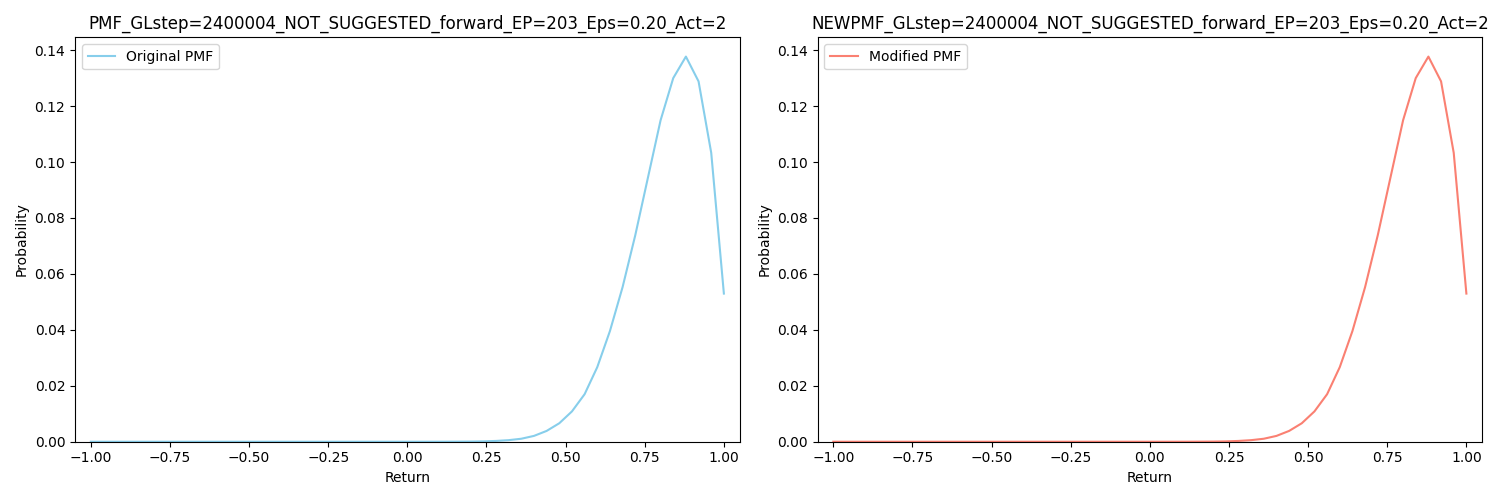 PMF_GLstep=2400004_NOT_SUGGESTED_forward_EP=203_Eps=0.20_Act=2
Original PMF
Probability
0.14
0.12
0.10
0.08
0.06
0.04
0.02
0.00
−1.00 −0.75 −0.50 −0.25 0.00 0.25 0.50 0.75 1.00
Return
NEWPMF_GLstep=2400004_NOT_SUGGESTED_forward_EP=203_Eps=0.20_Act=2
Modified PMF
Probability
0.14
0.12
0.10
0.08
0.06
0.04
0.02
0.00
−1.00 −0.75 −0.50 −0.25 0.00 0.25 0.50 0.75 1.00
Return